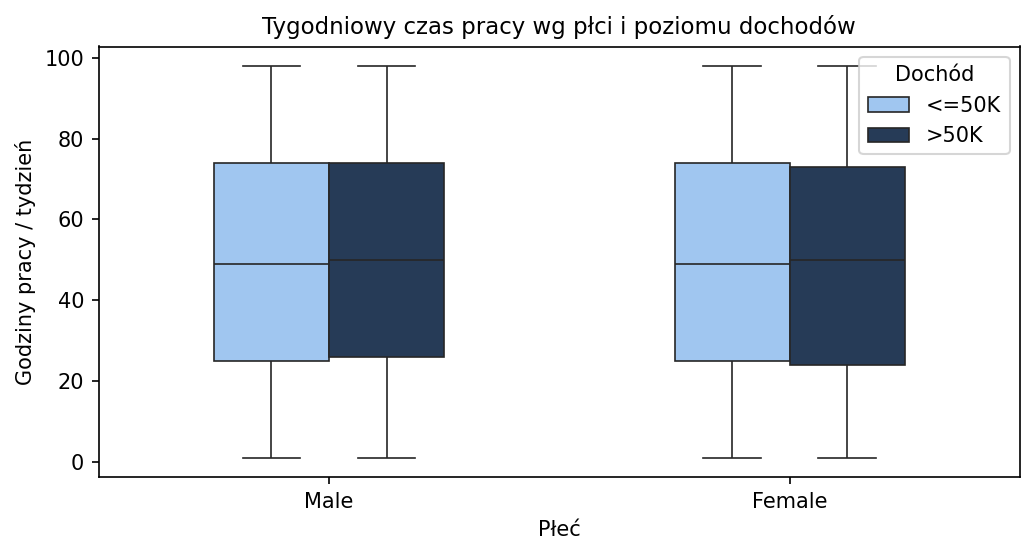 Tygodniowy czas pracy wg płci i poziomu dochodów
Godziny pracy / tydzień
100
80
60
40
20
0
Dochód
<=50K
>50K
Male
Female
Płeć